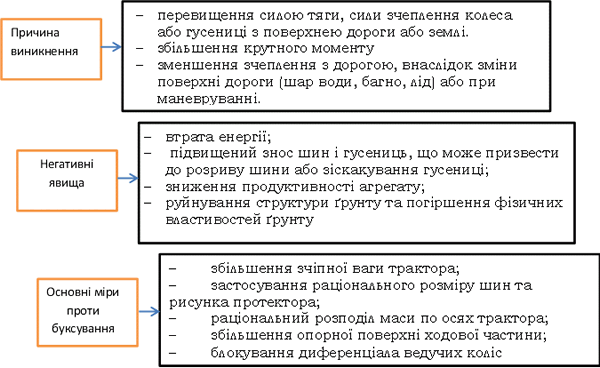 Причина
виникнення
– перевищення силою тяги, сили зчеплення колеса
або гусениці з поверхнею дороги або землі.
– збільшення крутного моменту
– зменшення зчеплення з дорогою, внаслідок зміни
поверхні дороги (шар води, багно, лід) або при
маневруванні.
Негативні
явища
– втрата енергії;
– підвищений знос шин і гусениць, що може призвести
до розриву шини або зіскакування гусениці;
– зниження продуктивності агрегату;
– руйнування структури ґрунту та погіршення фізичних
властивостей ґрунту
Основні міри
проти
буксування
– збільшення зчіпної ваги трактора;
– застосування раціонального розміру шин та
рисунка протектора;
– раціональний розподіл маси по осях трактора;
– збільшення опорної поверхні ходової частини;
– блокування диференціала ведучих коліс